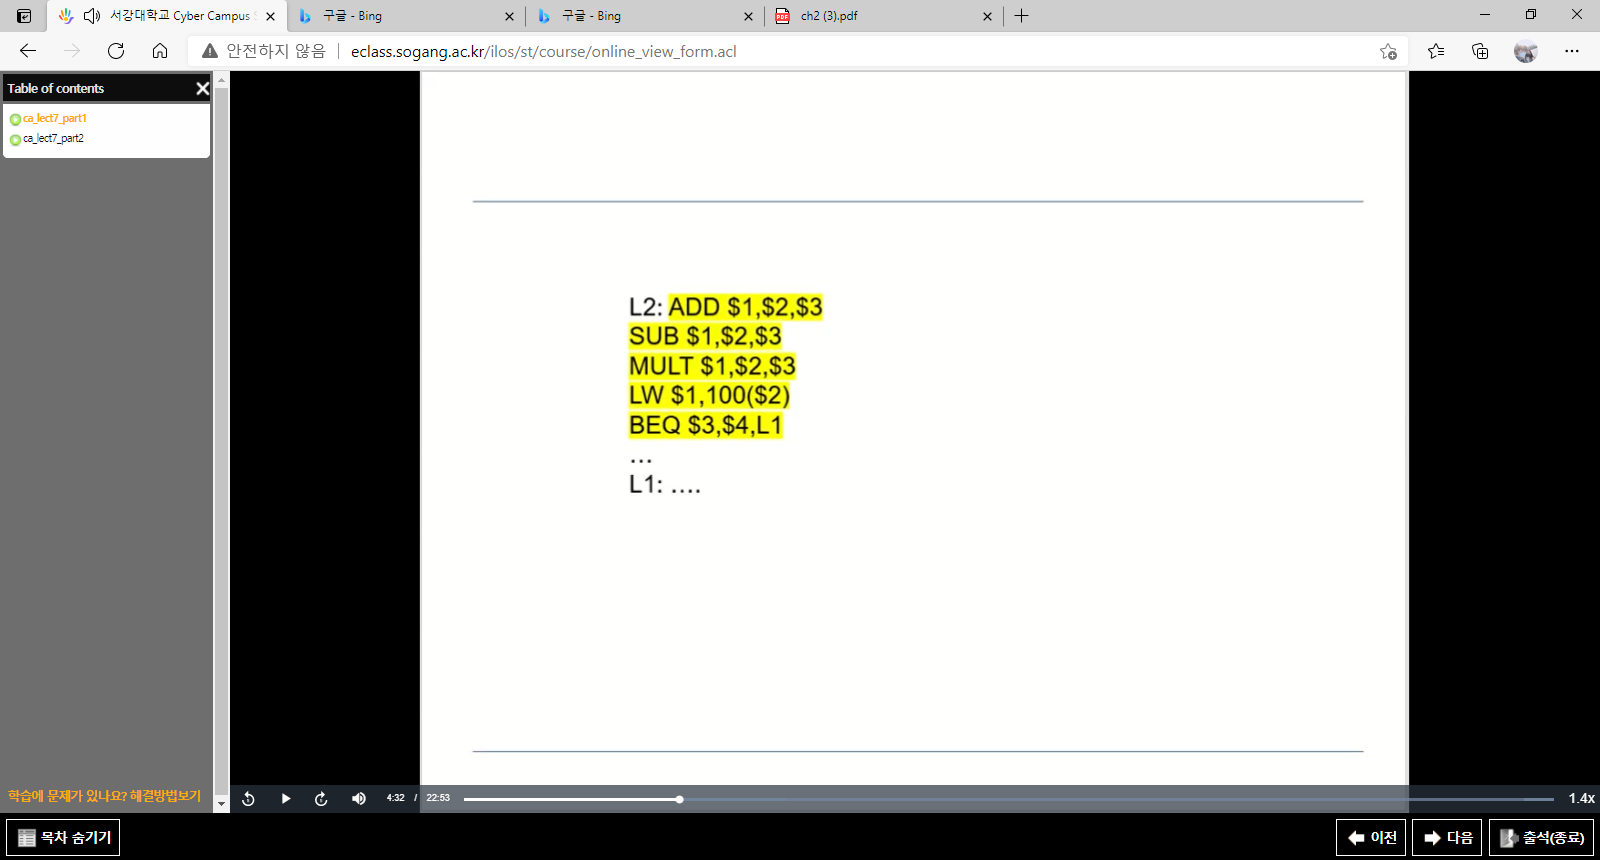 서강대학교 Cyber Campus
구글 - Bing
구글 - Bing
ch2 (3).pdf
안전하지 않음
eclass.sogang.ac.kr/ilos/st/course/online_view_form.acl
Table of contents
ca_lect7_part1
ca_lect7_part2
L2: ADD $1,$2,$3
SUB $1,$2,$3
MULT $1,$2,$3
LW $1,100($2)
BEQ $3,$4,L1
...
L1: ....
학습에 문제가 있나요? 해결방법보기
4:32 / 22:53
1.4x
목차 숨기기
이전
다음
출석(종료)